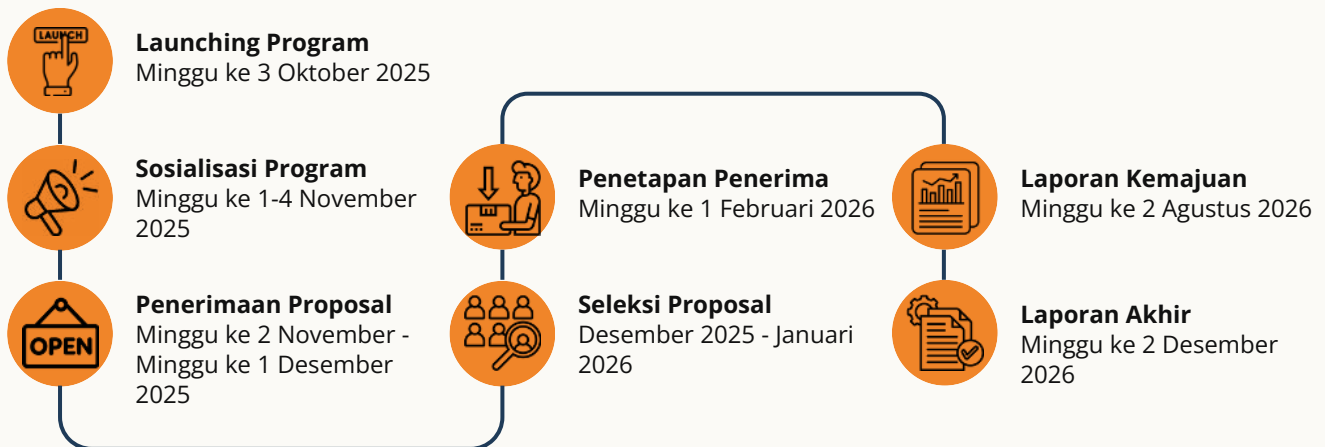 LAUNCH
Launching Program
Minggu ke 3 Oktober 2025
Sosialisasi Program
Minggu ke 1-4 November
2025
OPEN
Penerimaan Proposal
Minggu ke 2 November -
Minggu ke 1 Desember
2025
Seleksi Proposal
Desember 2025 - Januari
2026
Penetapan Penerima
Minggu ke 1 Februari 2026
Laporan Kemajuan
Minggu ke 2 Agustus 2026
Laporan Akhir
Minggu ke 2 Desember
2026